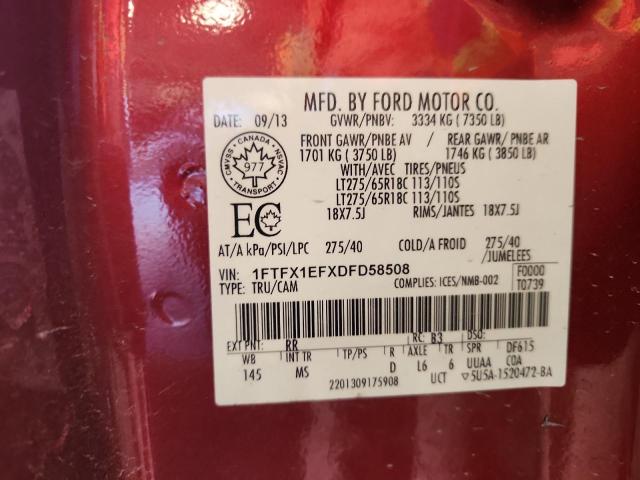 MFD. BY FORD MOTOR CO.
DATE: 09/13 GVWR/PNBV: 3334 KG ( 7350 LB)
FRONT GAWR/PNBE AV / REAR GAWR/ PNBE AR
1701 KG ( 3750 LB) 1746 KG ( 3850 LB)
WITH/AVEC TIRES/PNEUS
LT275/65R18C 113/110S
LT275/65R18C 113/110S
18X7.5J RIMS/JANTES 18X7.5J
CANADA
CMVSS NSVAC
977
TRANSPORT
EC
AT/A kPa/PSI/LPC 275/40 COLD/A FROID 275/40
/JUMELEES
VIN: 1FTFX1EFXDFD58508
TYPE: TRU/CAM COMPLIES: ICES/NMB-002
F0000
T0739
EXT PNT: RR RC: B3 DSO:
WB INT TR TP/PS R AXLE TR SPR DF615
145 MS D L6 6 UUAA COA
2201309175908 UCT 5U5A-1520472-BA